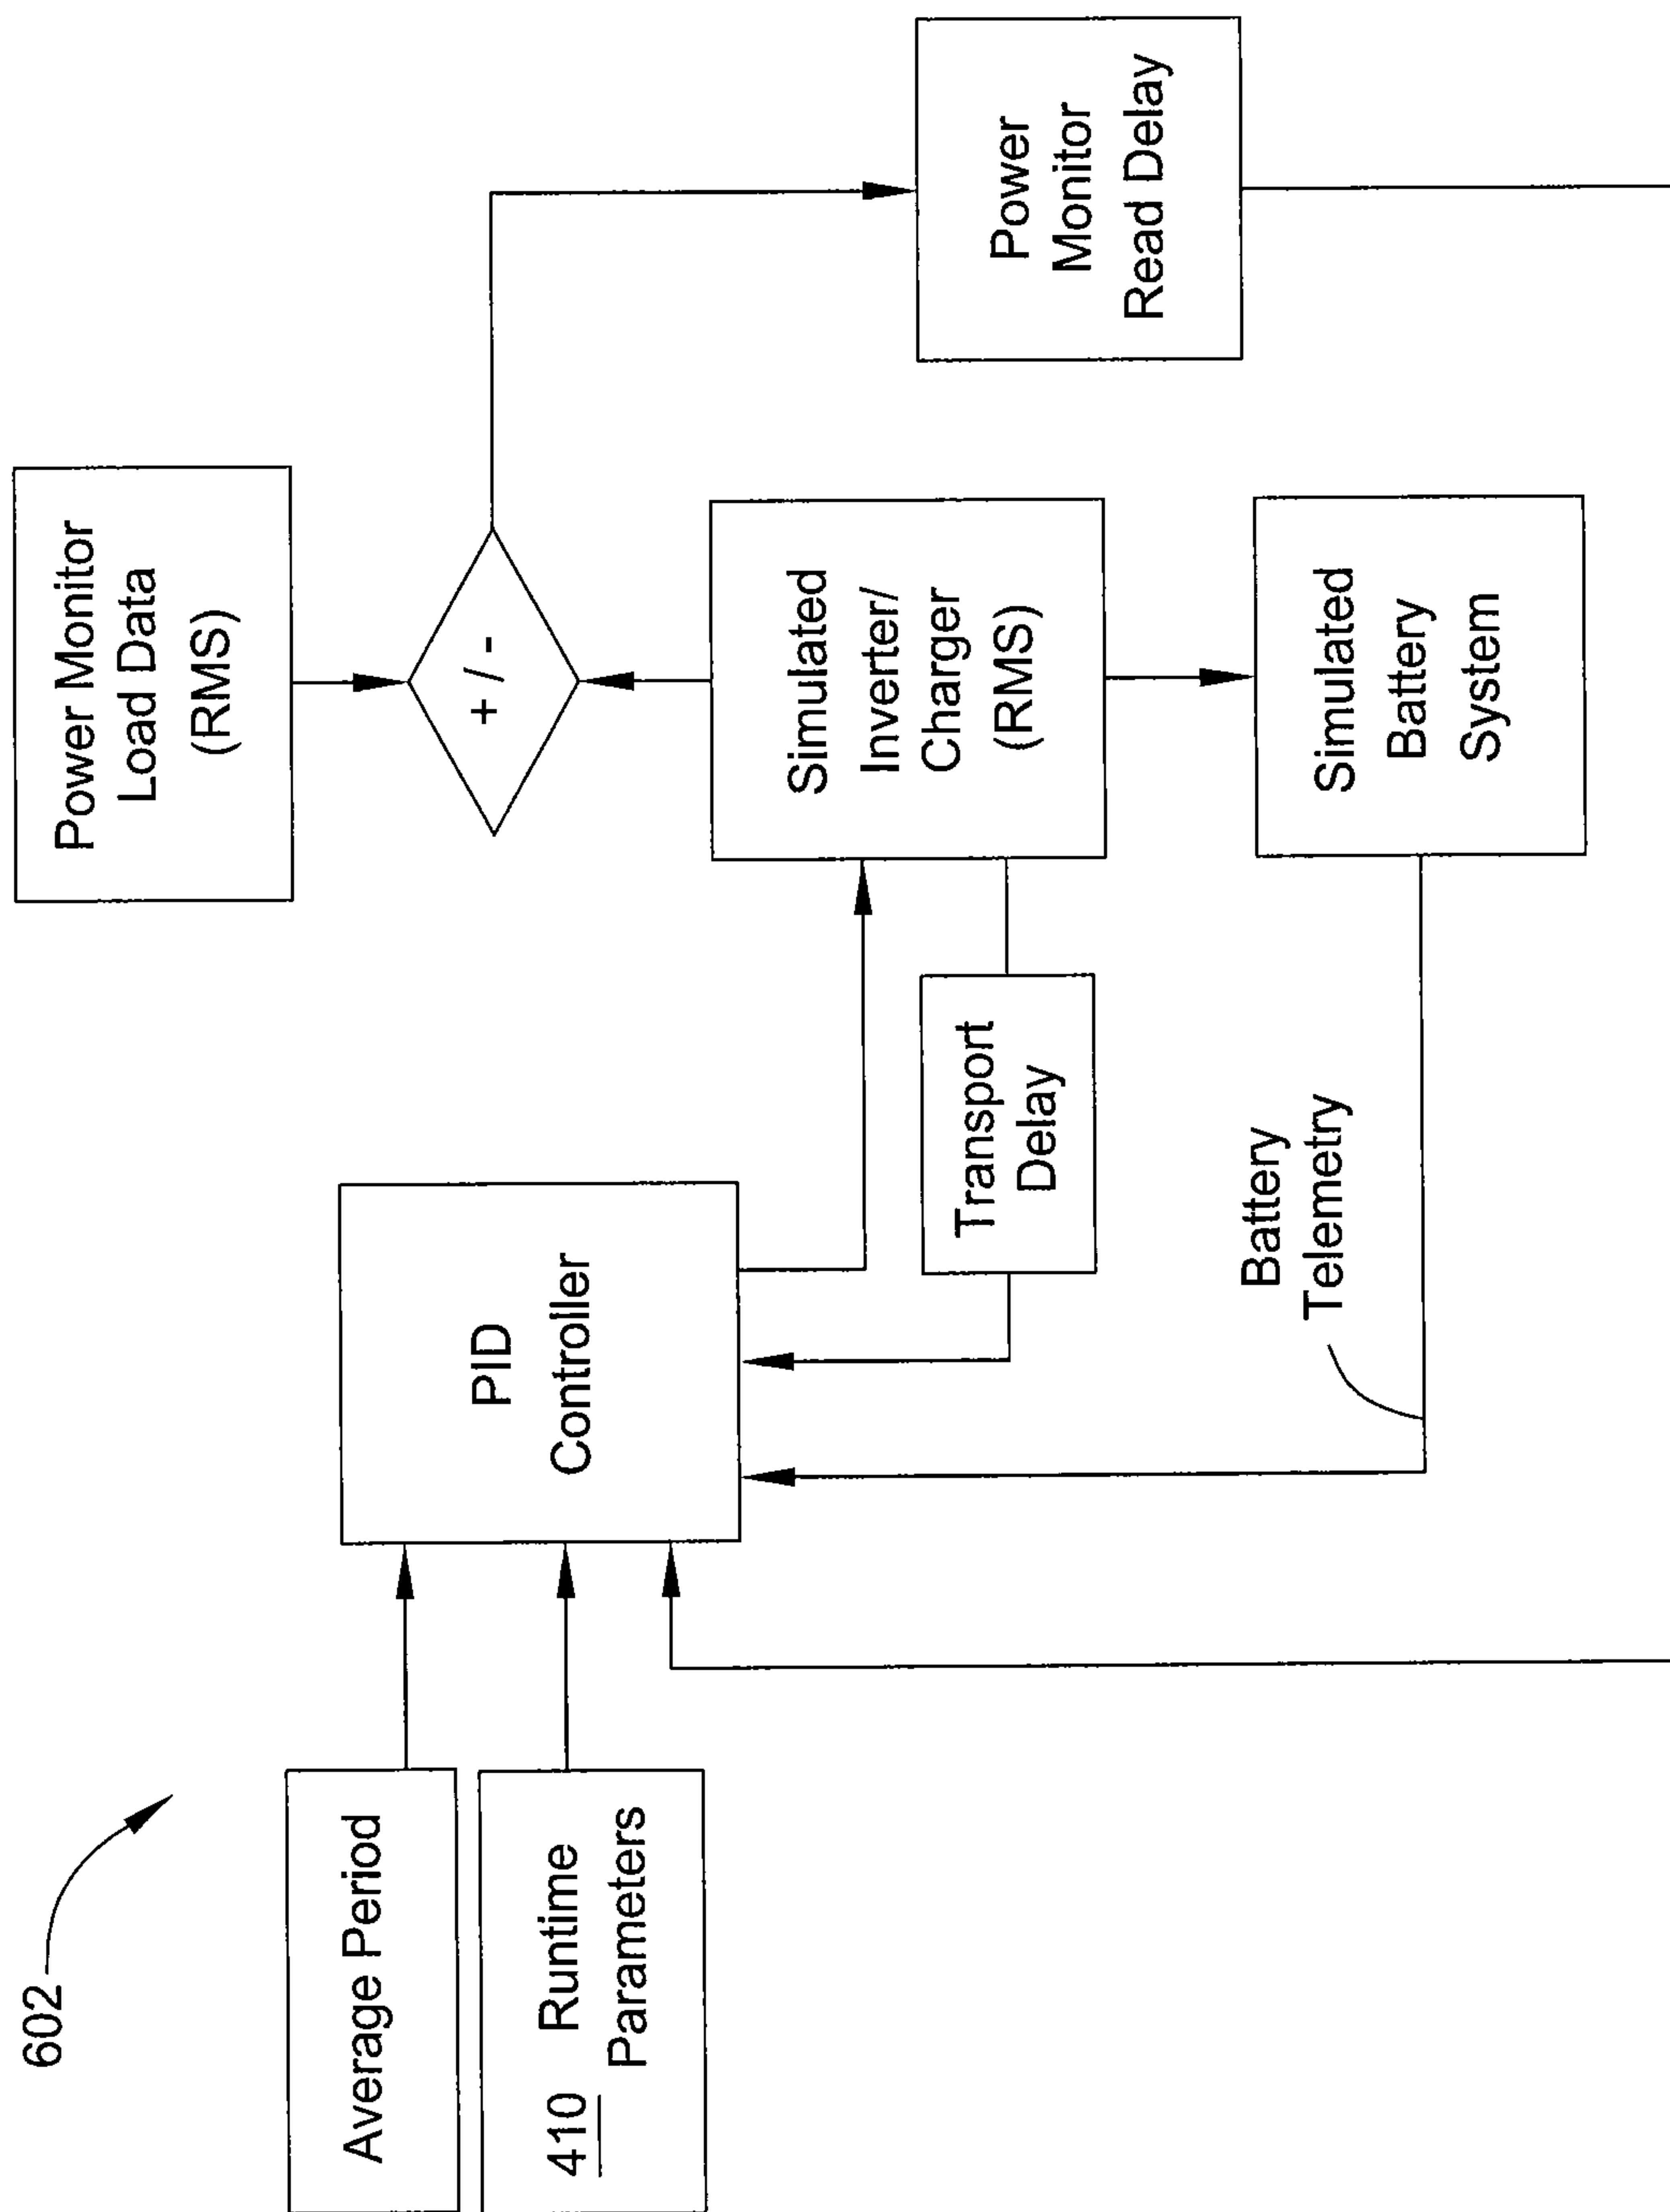 602
Average Period
410 Runtime
Parameters
PID
Controller
Transport
Delay
Battery
Telemetry
Power Monitor
Load Data
(RMS)
+ / -
Simulated
Inverter/
Charger
(RMS)
Simulated
Battery
System
Power
Monitor
Read Delay